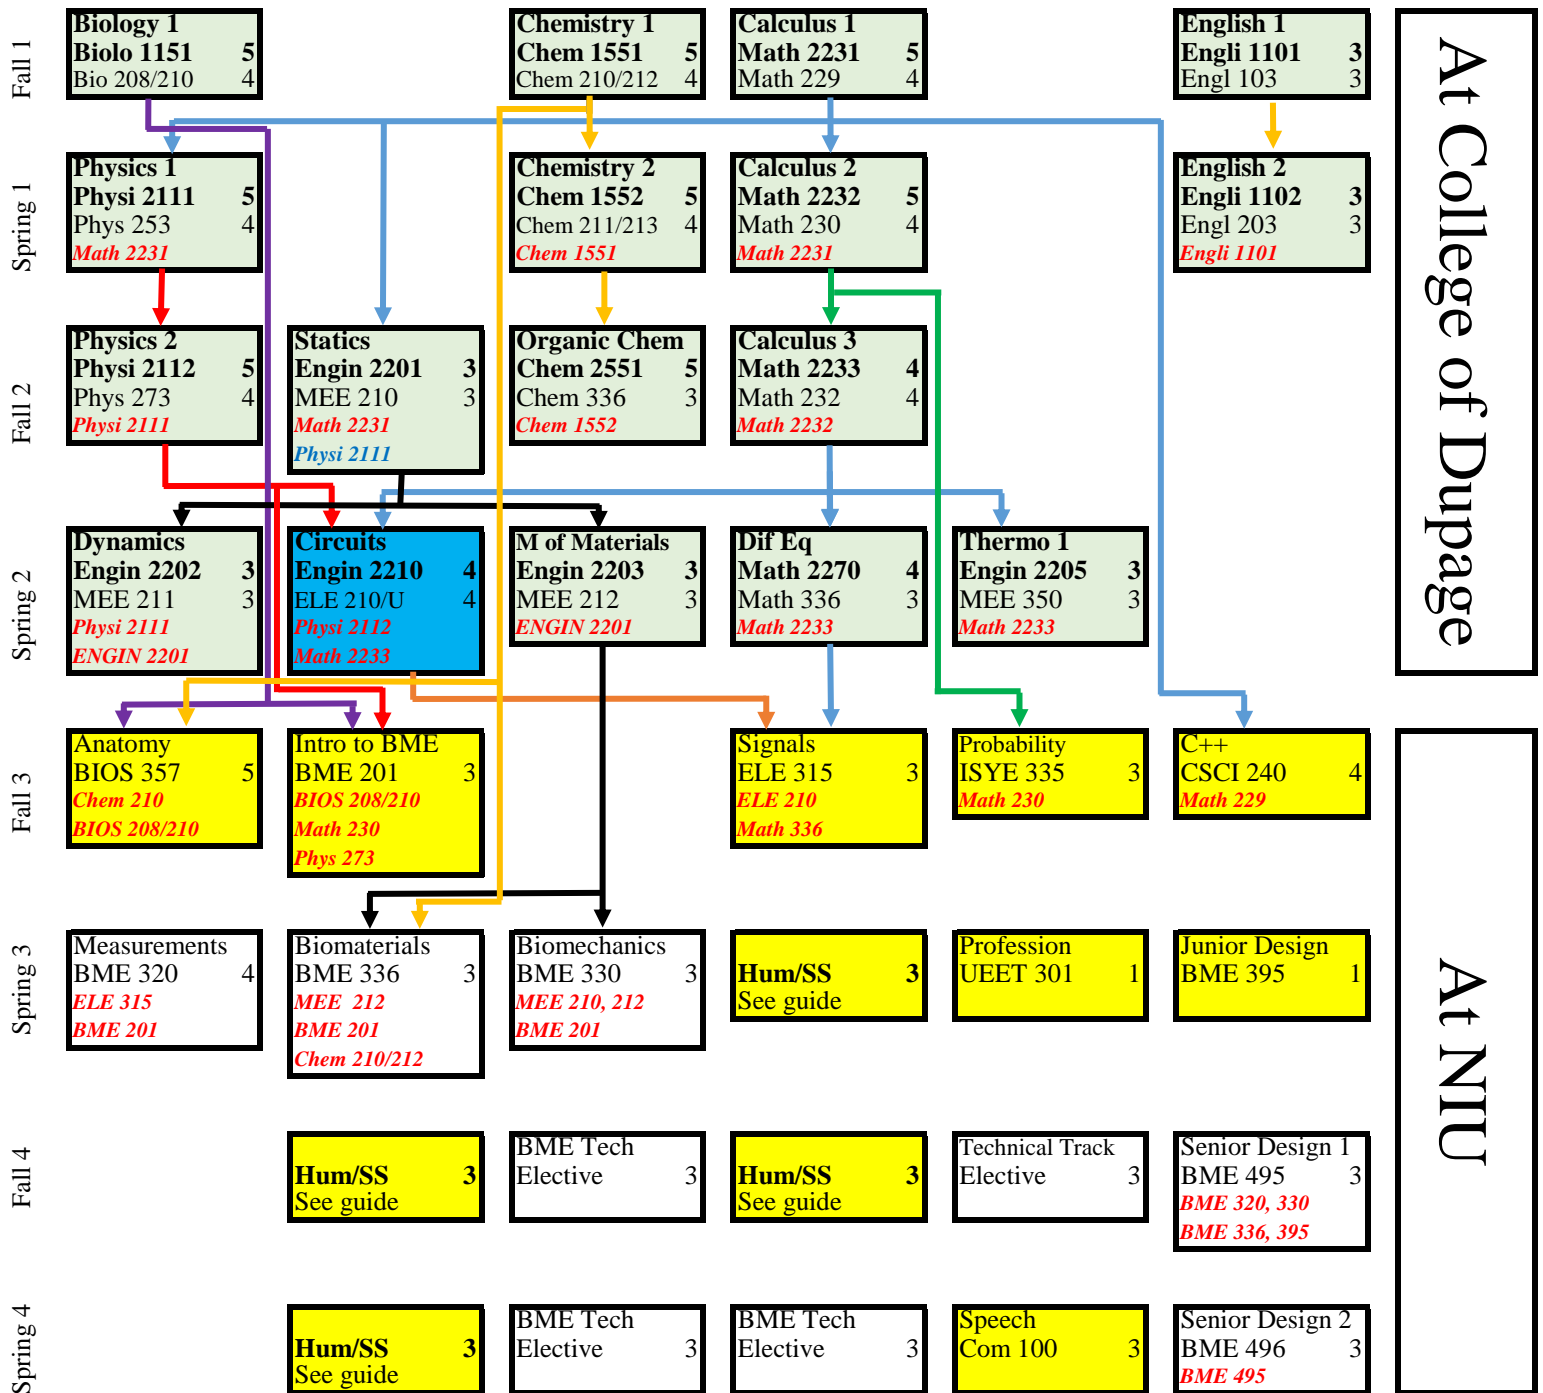 Fall 1
Biology 1
Biolo 1151 5
Bio 208/210 4
Chemistry 1
Chem 1551 5
Chem 210/212 4
Calculus 1
Math 2231 5
Math 229 4
English 1
Engli 1101 3
Engl 103 3
At College of Dupage
Spring 1
Physics 1
Physi 2111 5
Phys 253 4
Math 2231
Chemistry 2
Chem 1552 5
Chem 211/213 4
Chem 1551
Calculus 2
Math 2232 5
Math 230 4
Math 2231
English 2
Engli 1102 3
Engl 203 3
Engli 1101
Fall 2
Physics 2
Physi 2112 5
Phys 273 4
Physi 2111
Statics
Engin 2201 3
MEE 210 3
Math 2231
Physi 2111
Organic Chem
Chem 2551 5
Chem 336 3
Chem 1552
Calculus 3
Math 2233 4
Math 232 4
Math 2232
Spring 2
Dynamics
Engin 2202 3
MEE 211 3
Physi 2111
ENGIN 2201
Circuits
Engin 2210 4
ELE 210/U 4
Physi 2112
Math 2233
M of Materials
Engin 2203 3
MEE 212 3
ENGIN 2201
Dif Eq
Math 2270 4
Math 336 3
Math 2233
Thermo 1
Engin 2205 3
MEE 350 3
Math 2233
Fall 3
Anatomy
BIOS 357 5
Chem 210
BIOS 208/210
Intro to BME
BME 201 3
BIOS 208/210
Math 230
Phys 273
Signals
ELE 315 3
ELE 210
Math 336
Probability
ISYE 335 3
Math 230
C++
CSCI 240 4
Math 229
At NIU
Spring 3
Measurements
BME 320 4
ELE 315
BME 201
Biomaterials
BME 336 3
MEE 212
BME 201
Chem 210/212
Biomechanics
BME 330 3
MEE 210, 212
BME 201
Hum/SS 3
See guide
Profession
UEET 301 1
Junior Design
BME 395 1
Fall 4
Hum/SS 3
See guide
BME Tech
Elective 3
Hum/SS 3
See guide
Technical Track
Elective 3
Senior Design 1
BME 495 3
BME 320, 330
BME 336, 395
Spring 4
Hum/SS 3
See guide
BME Tech
Elective 3
BME Tech
Elective 3
Speech
Com 100 3
Senior Design 2
BME 496 3
BME 495